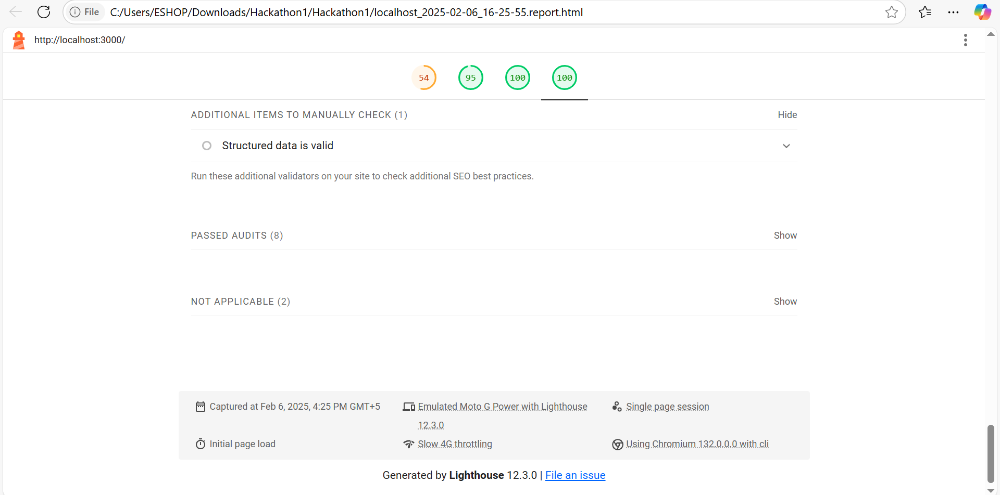 File
C:/Users/ESHOP/Downloads/Hackathon1/Hackathon1/localhost_2025-02-06_16-25-55.report.html
http://localhost:3000/
54 95 100 100
ADDITIONAL ITEMS TO MANUALLY CHECK (1) Hide
Structured data is valid
Run these additional validators on your site to check additional SEO best practices.
PASSED AUDITS (8) Show
NOT APPLICABLE (2) Show
Captured at Feb 6, 2025, 4:25 PM GMT+5
Emulated Moto G Power with Lighthouse
12.3.0
Single page session
Initial page load
Slow 4G throttling
Using Chromium 132.0.0.0 with cli
Generated by Lighthouse 12.3.0 | File an issue